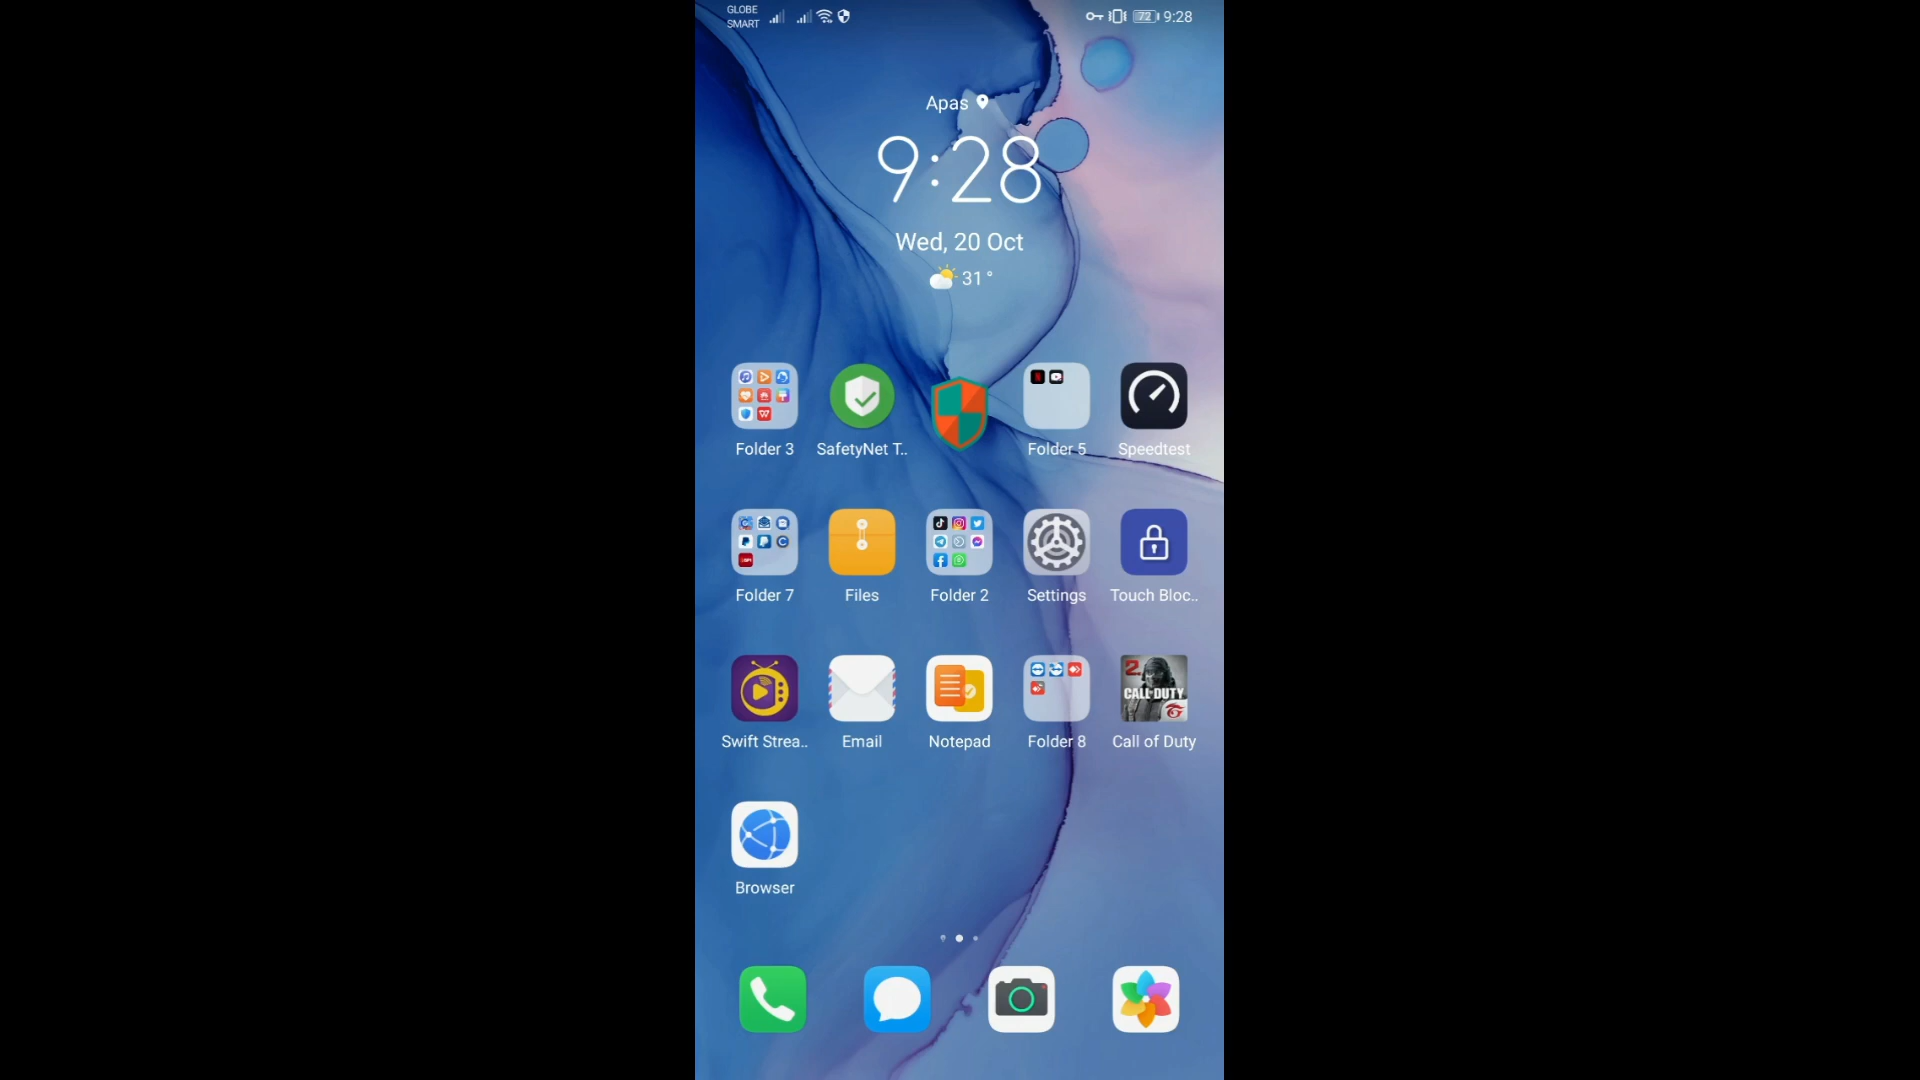 GLOBE
SMART
72 9:28
Apas
9:28
Wed, 20 Oct
31°
Folder 3 SafetyNet T.. Folder 5 Speedtest
Folder 7 Files Folder 2 Settings Touch Bloc..
2.
CALL OF DUTY
Swift Strea.. Email Notepad Folder 8 Call of Duty
Browser